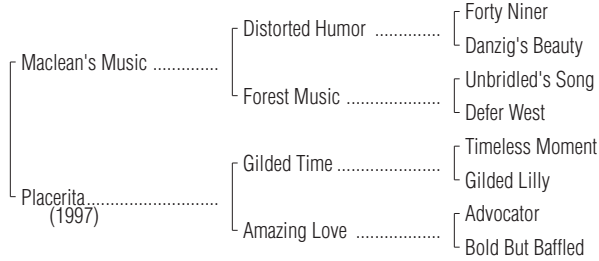 Forty Niner
Distorted Humor ..............
Danzig's Beauty
Maclean's Music ..............
Unbridled's Song
Forest Music ....................
Defer West
Timeless Moment
Gilded Time ......................
Gilded Lilly
Placerita............................
(1997)
Advocator
Amazing Love ..................
Bold But Baffled